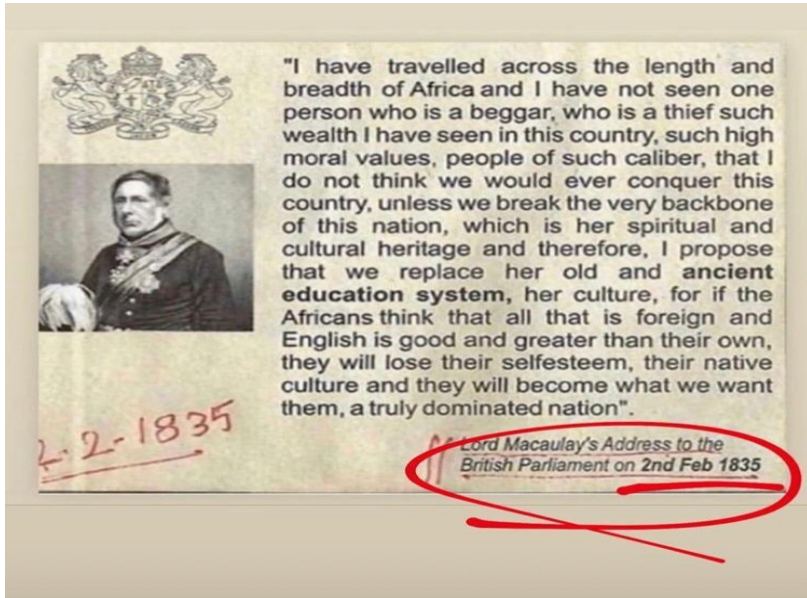 "I have travelled across the length and
breadth of Africa and I have not seen one
person who is a beggar, who is a thief such
wealth I have seen in this country, such high
moral values, people of such caliber, that I
do not think we would ever conquer this
country, unless we break the very backbone
of this nation, which is her spiritual and
cultural heritage and therefore, I propose
that we replace her old and ancient
education system, her culture, for if the
Africans think that all that is foreign and
English is good and greater than their own,
they will lose their selfesteem, their native
culture and they will become what we want
them, a truly dominated nation".
2-2-1835
Lord Macaulay's Address to the
British Parliament on 2nd Feb 1835